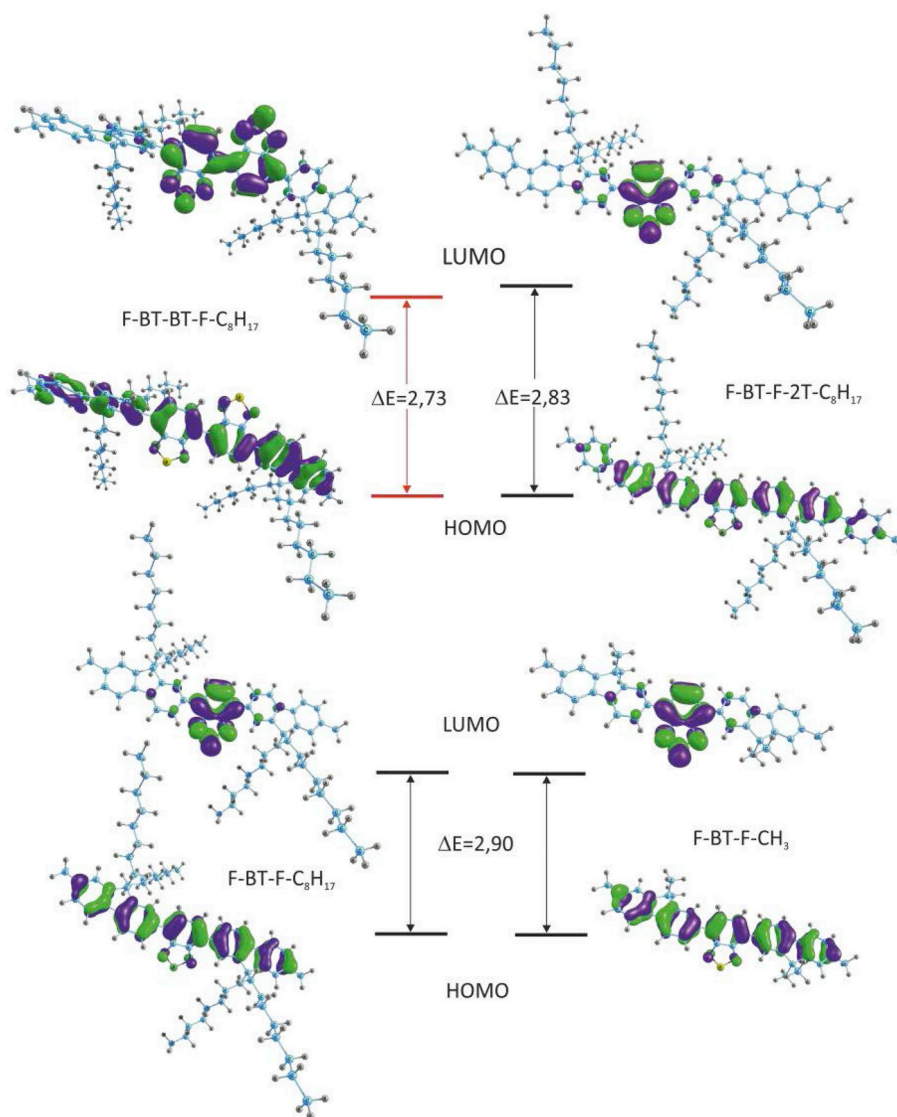 LUMO
F-BT-BT-F-C₈H₁₇
ΔE=2,73
ΔE=2,83
F-BT-F-2T-C₈H₁₇
HOMO
LUMO
ΔE=2,90
F-BT-F-CH₃
F-BT-F-C₈H₁₇
HOMO